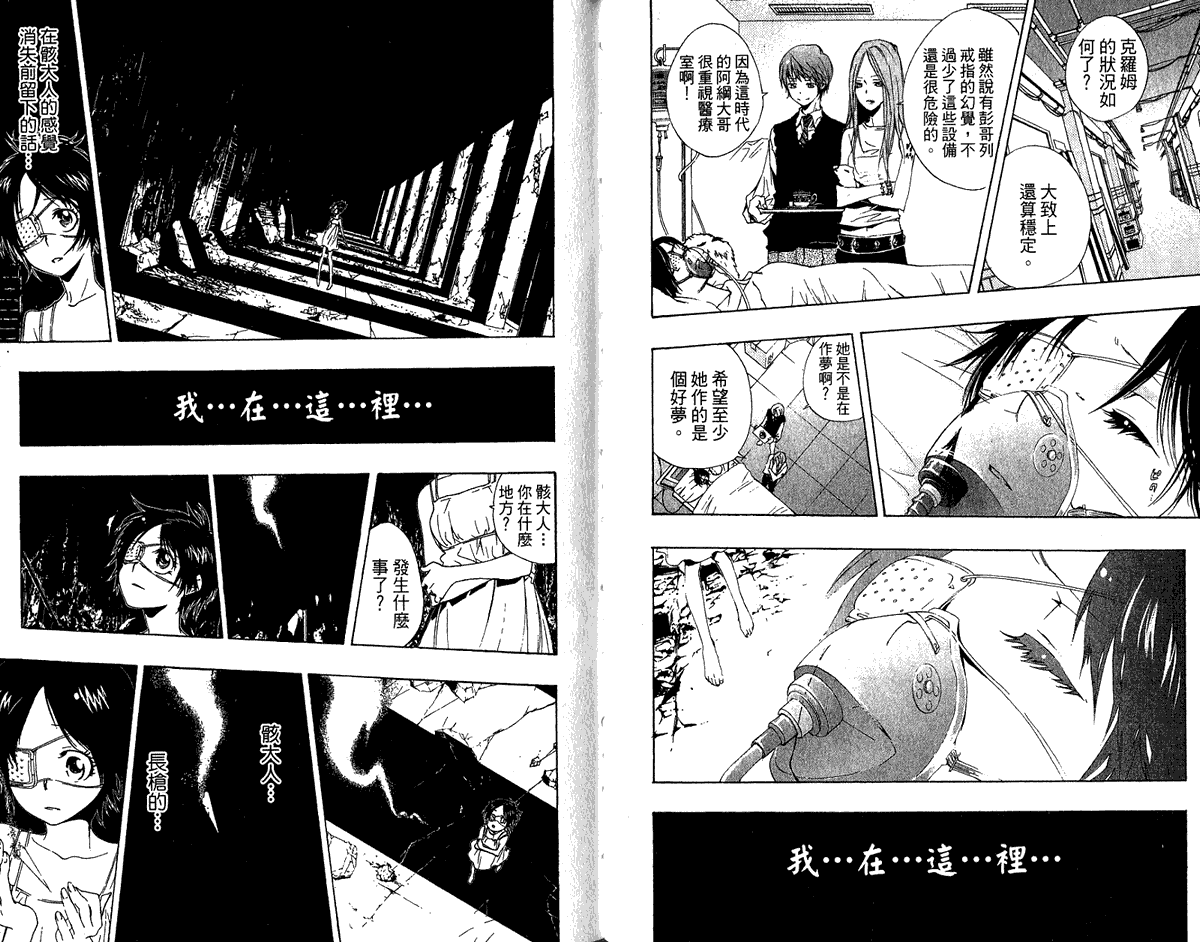 克羅姆
的狀況如
何了？
大致上
還算穩定。
雖然說有彭哥列
戒指的幻覺，不
過少了這些設備
還是很危險的。
因為這時代
的阿綱大哥
很重視醫療
室啊！
她是不是在
作夢啊？
希望至少
她作的是
個好夢。
我…在…這…裡…
在骸大人的感覺
消失前留下的話…
我…在…這…裡…
骸大人…
你在什麼
地方？
發生什麼
事了？
骸大人…
長槍的…